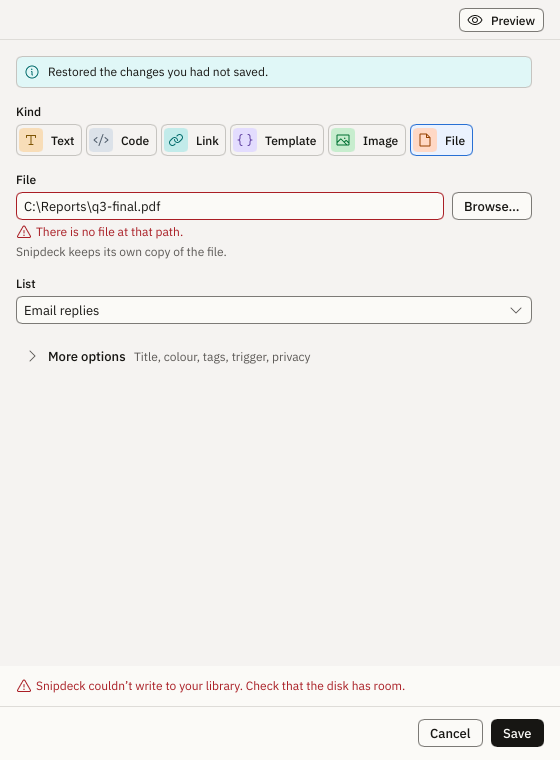 Preview
Restored the changes you had not saved.
Kind
Text
</> Code
Link
{ } Template
Image
File
File
C:\Reports\q3-final.pdf
Browse...
There is no file at that path.
Snipdeck keeps its own copy of the file.
List
Email replies
More options Title, colour, tags, trigger, privacy
Snipdeck couldn’t write to your library. Check that the disk has room.
Cancel
Save